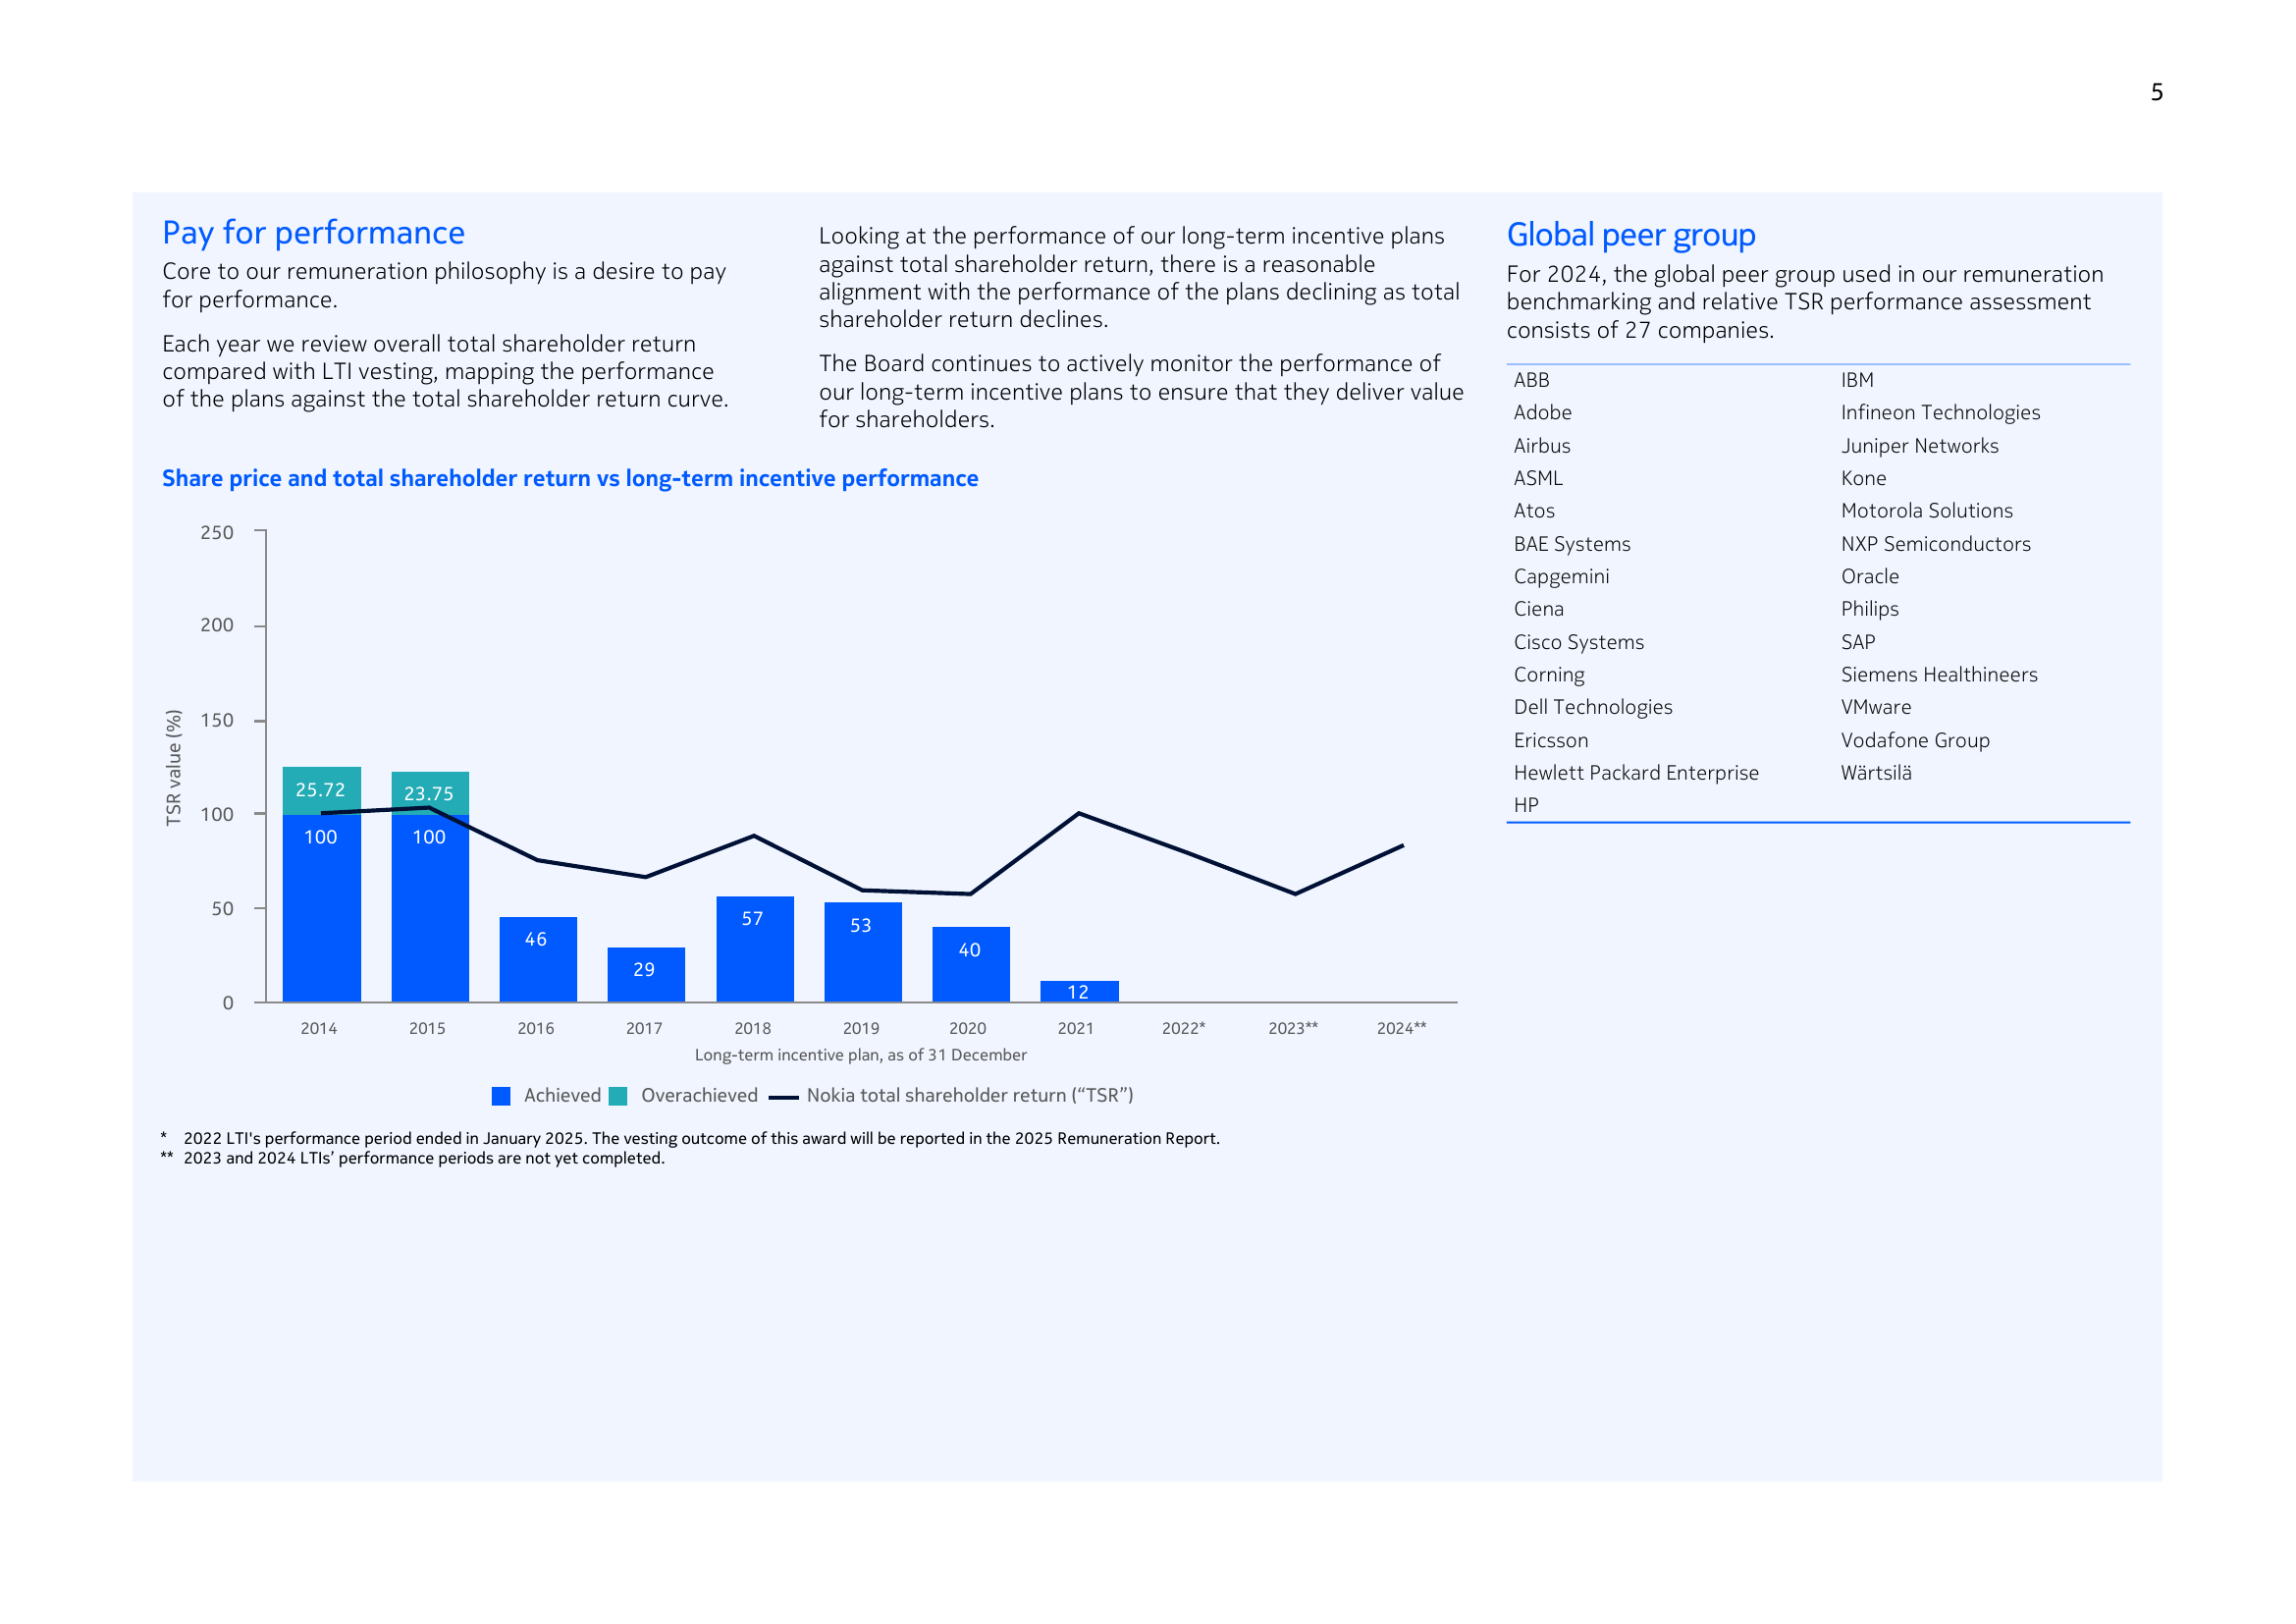 5
Pay for performance
Core to our remuneration philosophy is a desire to pay
for performance.
Each year we review overall total shareholder return
compared with LTI vesting, mapping the performance
of the plans against the total shareholder return curve.
Looking at the performance of our long-term incentive plans
against total shareholder return, there is a reasonable
alignment with the performance of the plans declining as total
shareholder return declines.
The Board continues to actively monitor the performance of
our long-term incentive plans to ensure that they deliver value
for shareholders.
Share price and total shareholder return vs long-term incentive performance
TSR value (%)
250
200
150
100
50
0
25.72
23.75
100
100
46
29
57
53
40
12
2014 2015 2016 2017 2018 2019 2020 2021 2022* 2023** 2024**
Long-term incentive plan, as of 31 December
Achieved Overachieved Nokia total shareholder return (“TSR”)
* 2022 LTI's performance period ended in January 2025. The vesting outcome of this award will be reported in the 2025 Remuneration Report.
** 2023 and 2024 LTIs’ performance periods are not yet completed.
Global peer group
For 2024, the global peer group used in our remuneration
benchmarking and relative TSR performance assessment
consists of 27 companies.
ABB IBM
Adobe Infineon Technologies
Airbus Juniper Networks
ASML Kone
Atos Motorola Solutions
BAE Systems NXP Semiconductors
Capgemini Oracle
Ciena Philips
Cisco Systems SAP
Corning Siemens Healthineers
Dell Technologies VMware
Ericsson Vodafone Group
Hewlett Packard Enterprise Wärtsilä
HP